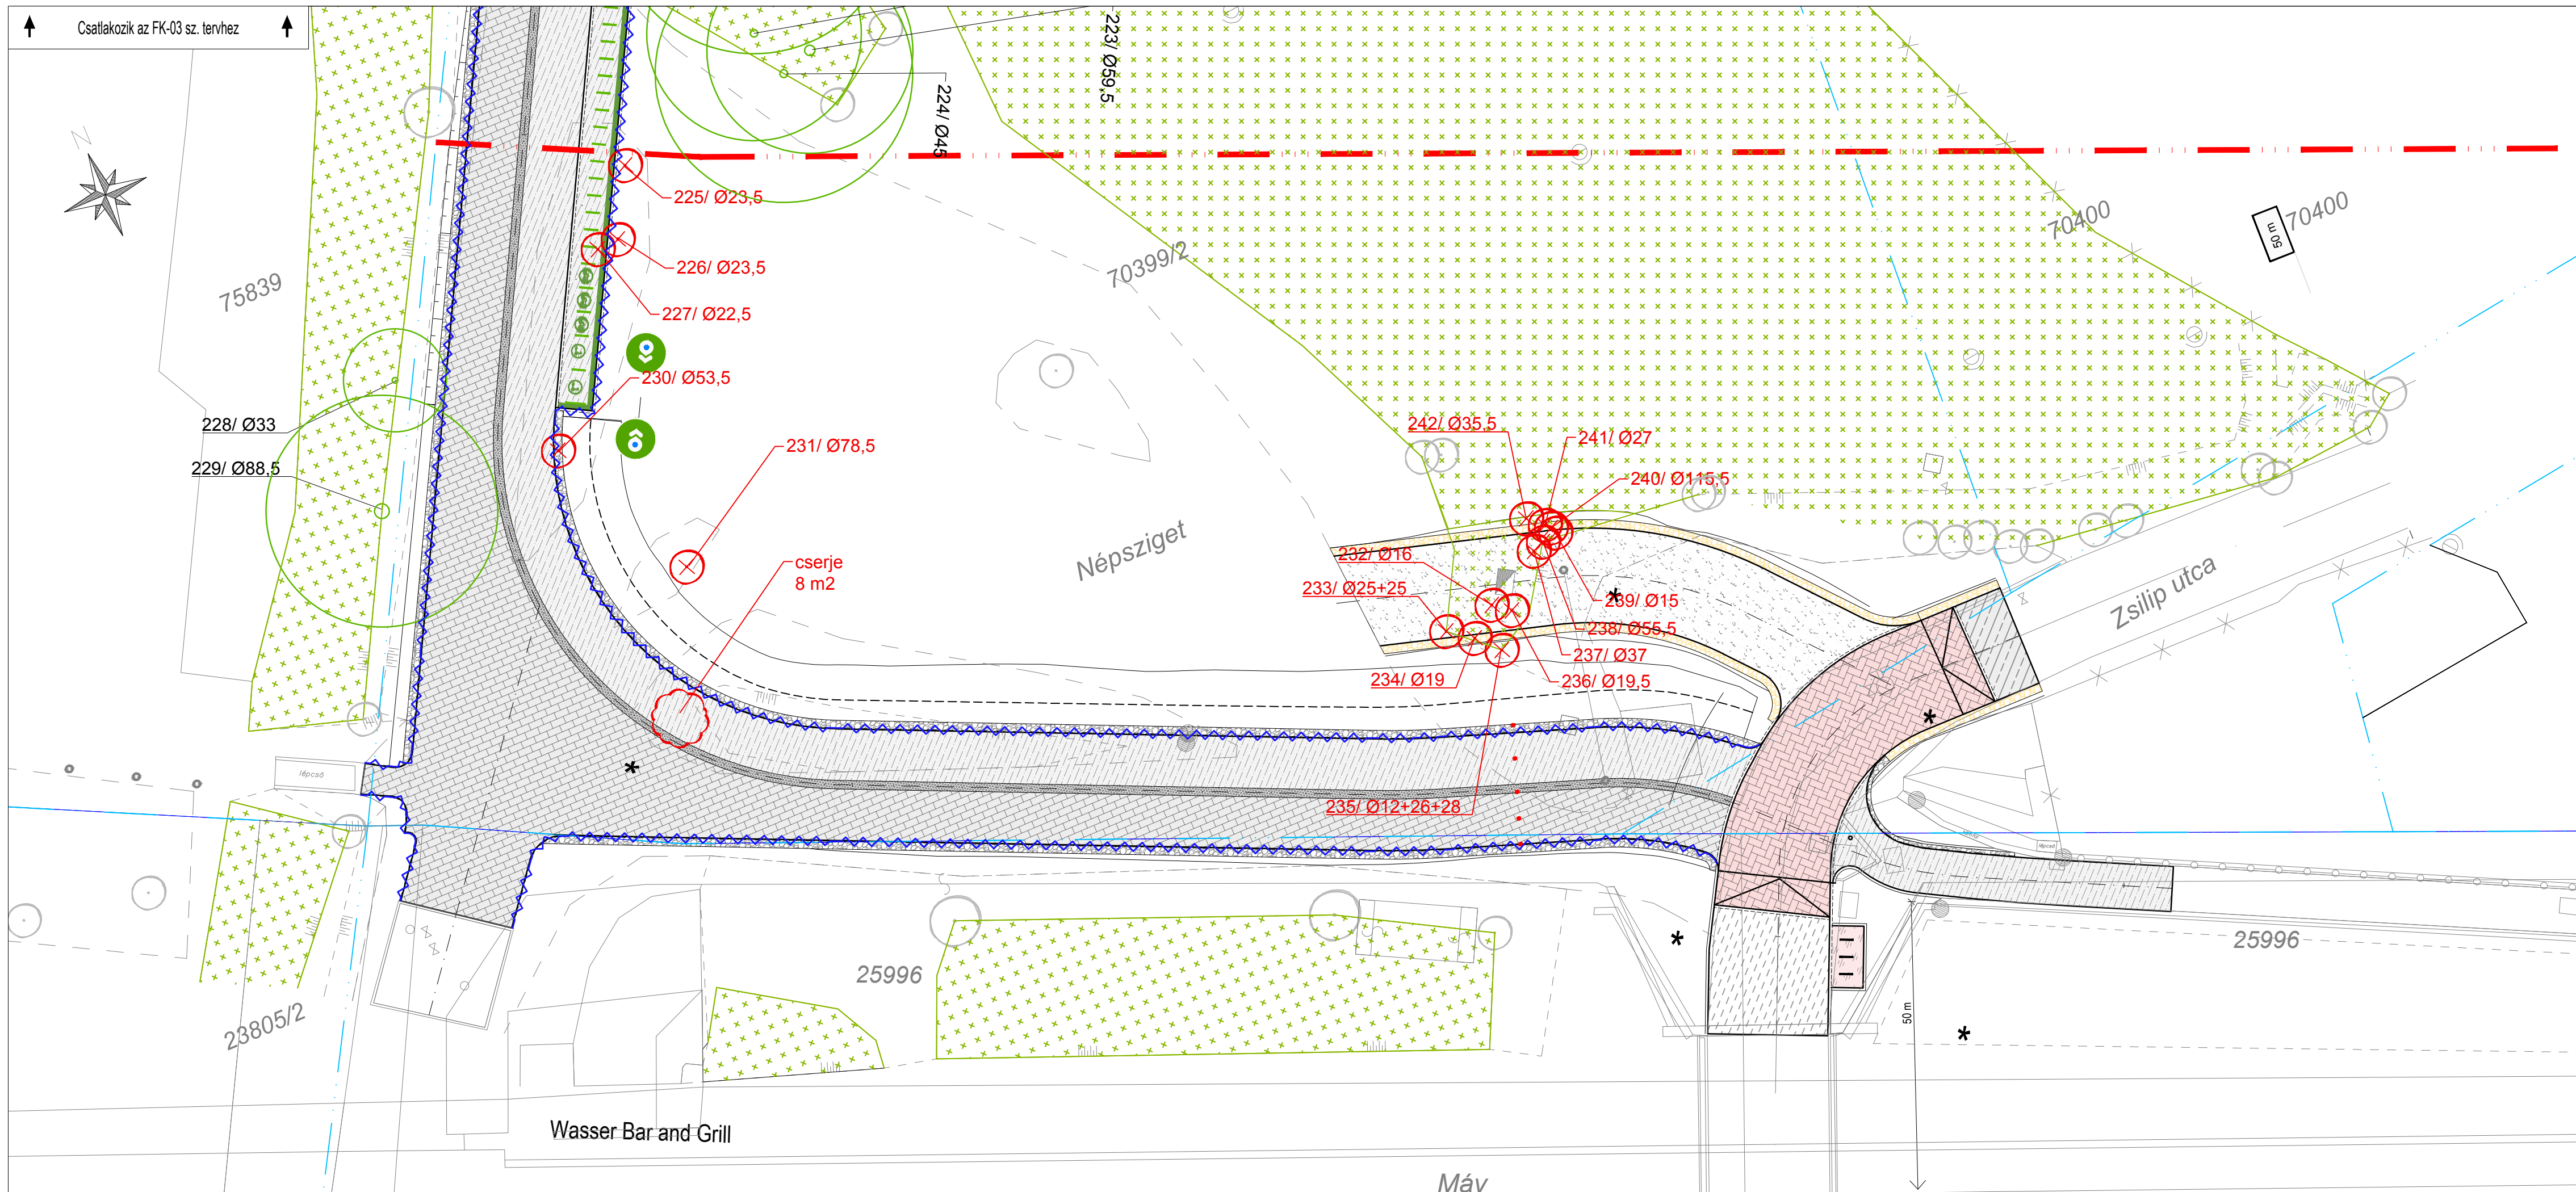 Csatlakozik az FK-03 sz. tervhez
223/ Ø59,5
224/ Ø45
225/ Ø23,5
226/ Ø23,5
227/ Ø22,5
230/ Ø53,5
231/ Ø78,5
228/ Ø33
229/ Ø88,5
75839
70399/2
70400
70400
50 m
Népsziget
cserje
8 m2
242/ Ø35,5
241/ Ø27
240/ Ø115,5
232/ Ø16
233/ Ø25+25
239/ Ø15
238/ Ø55,5
237/ Ø37
236/ Ø19,5
234/ Ø19
235/ Ø12+26+28
Zsilip utca
lépcső
lépcső
25996
25996
23805/2
50 m
Wasser Bar and Grill
Máv
N